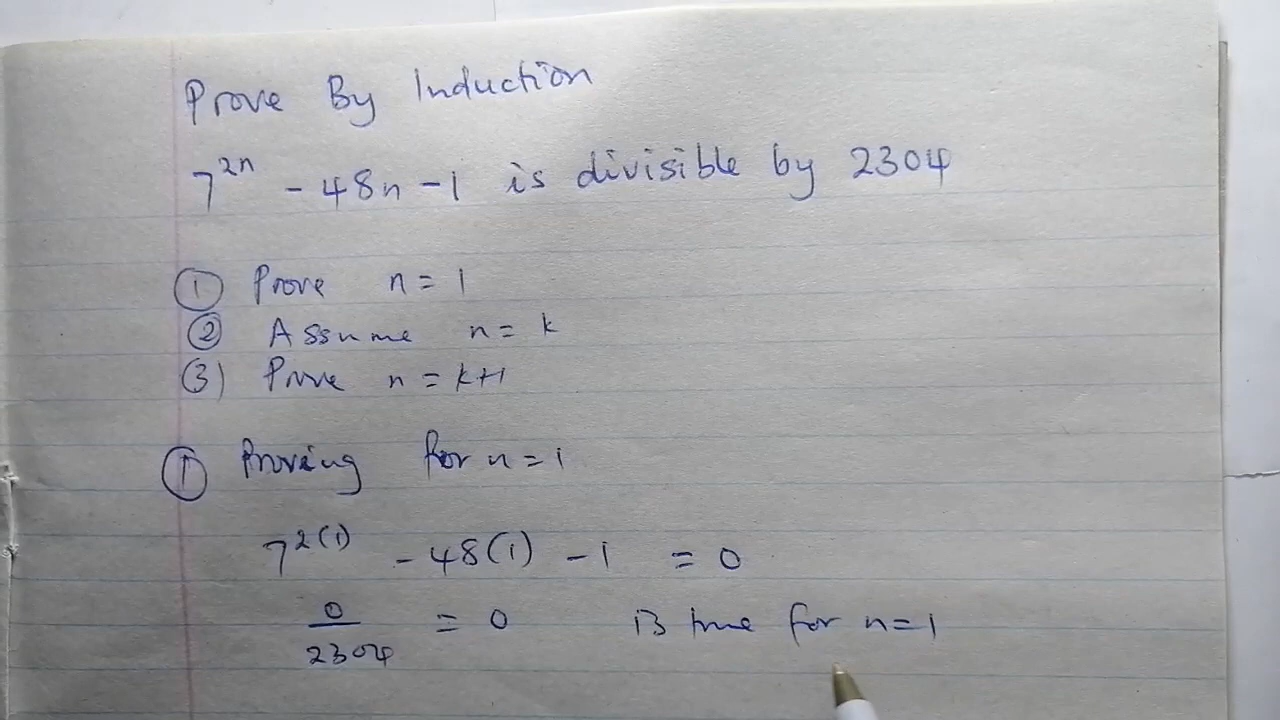 Prove By Induction
7^{2n} - 48n - 1 is divisible by 2304
① Prove n = 1
② Assume n = k
③ Prove n = k+1
① Proving for n = 1
7^{2(1)} - 48(1) - 1 = 0
0/2304 = 0 is true for n=1